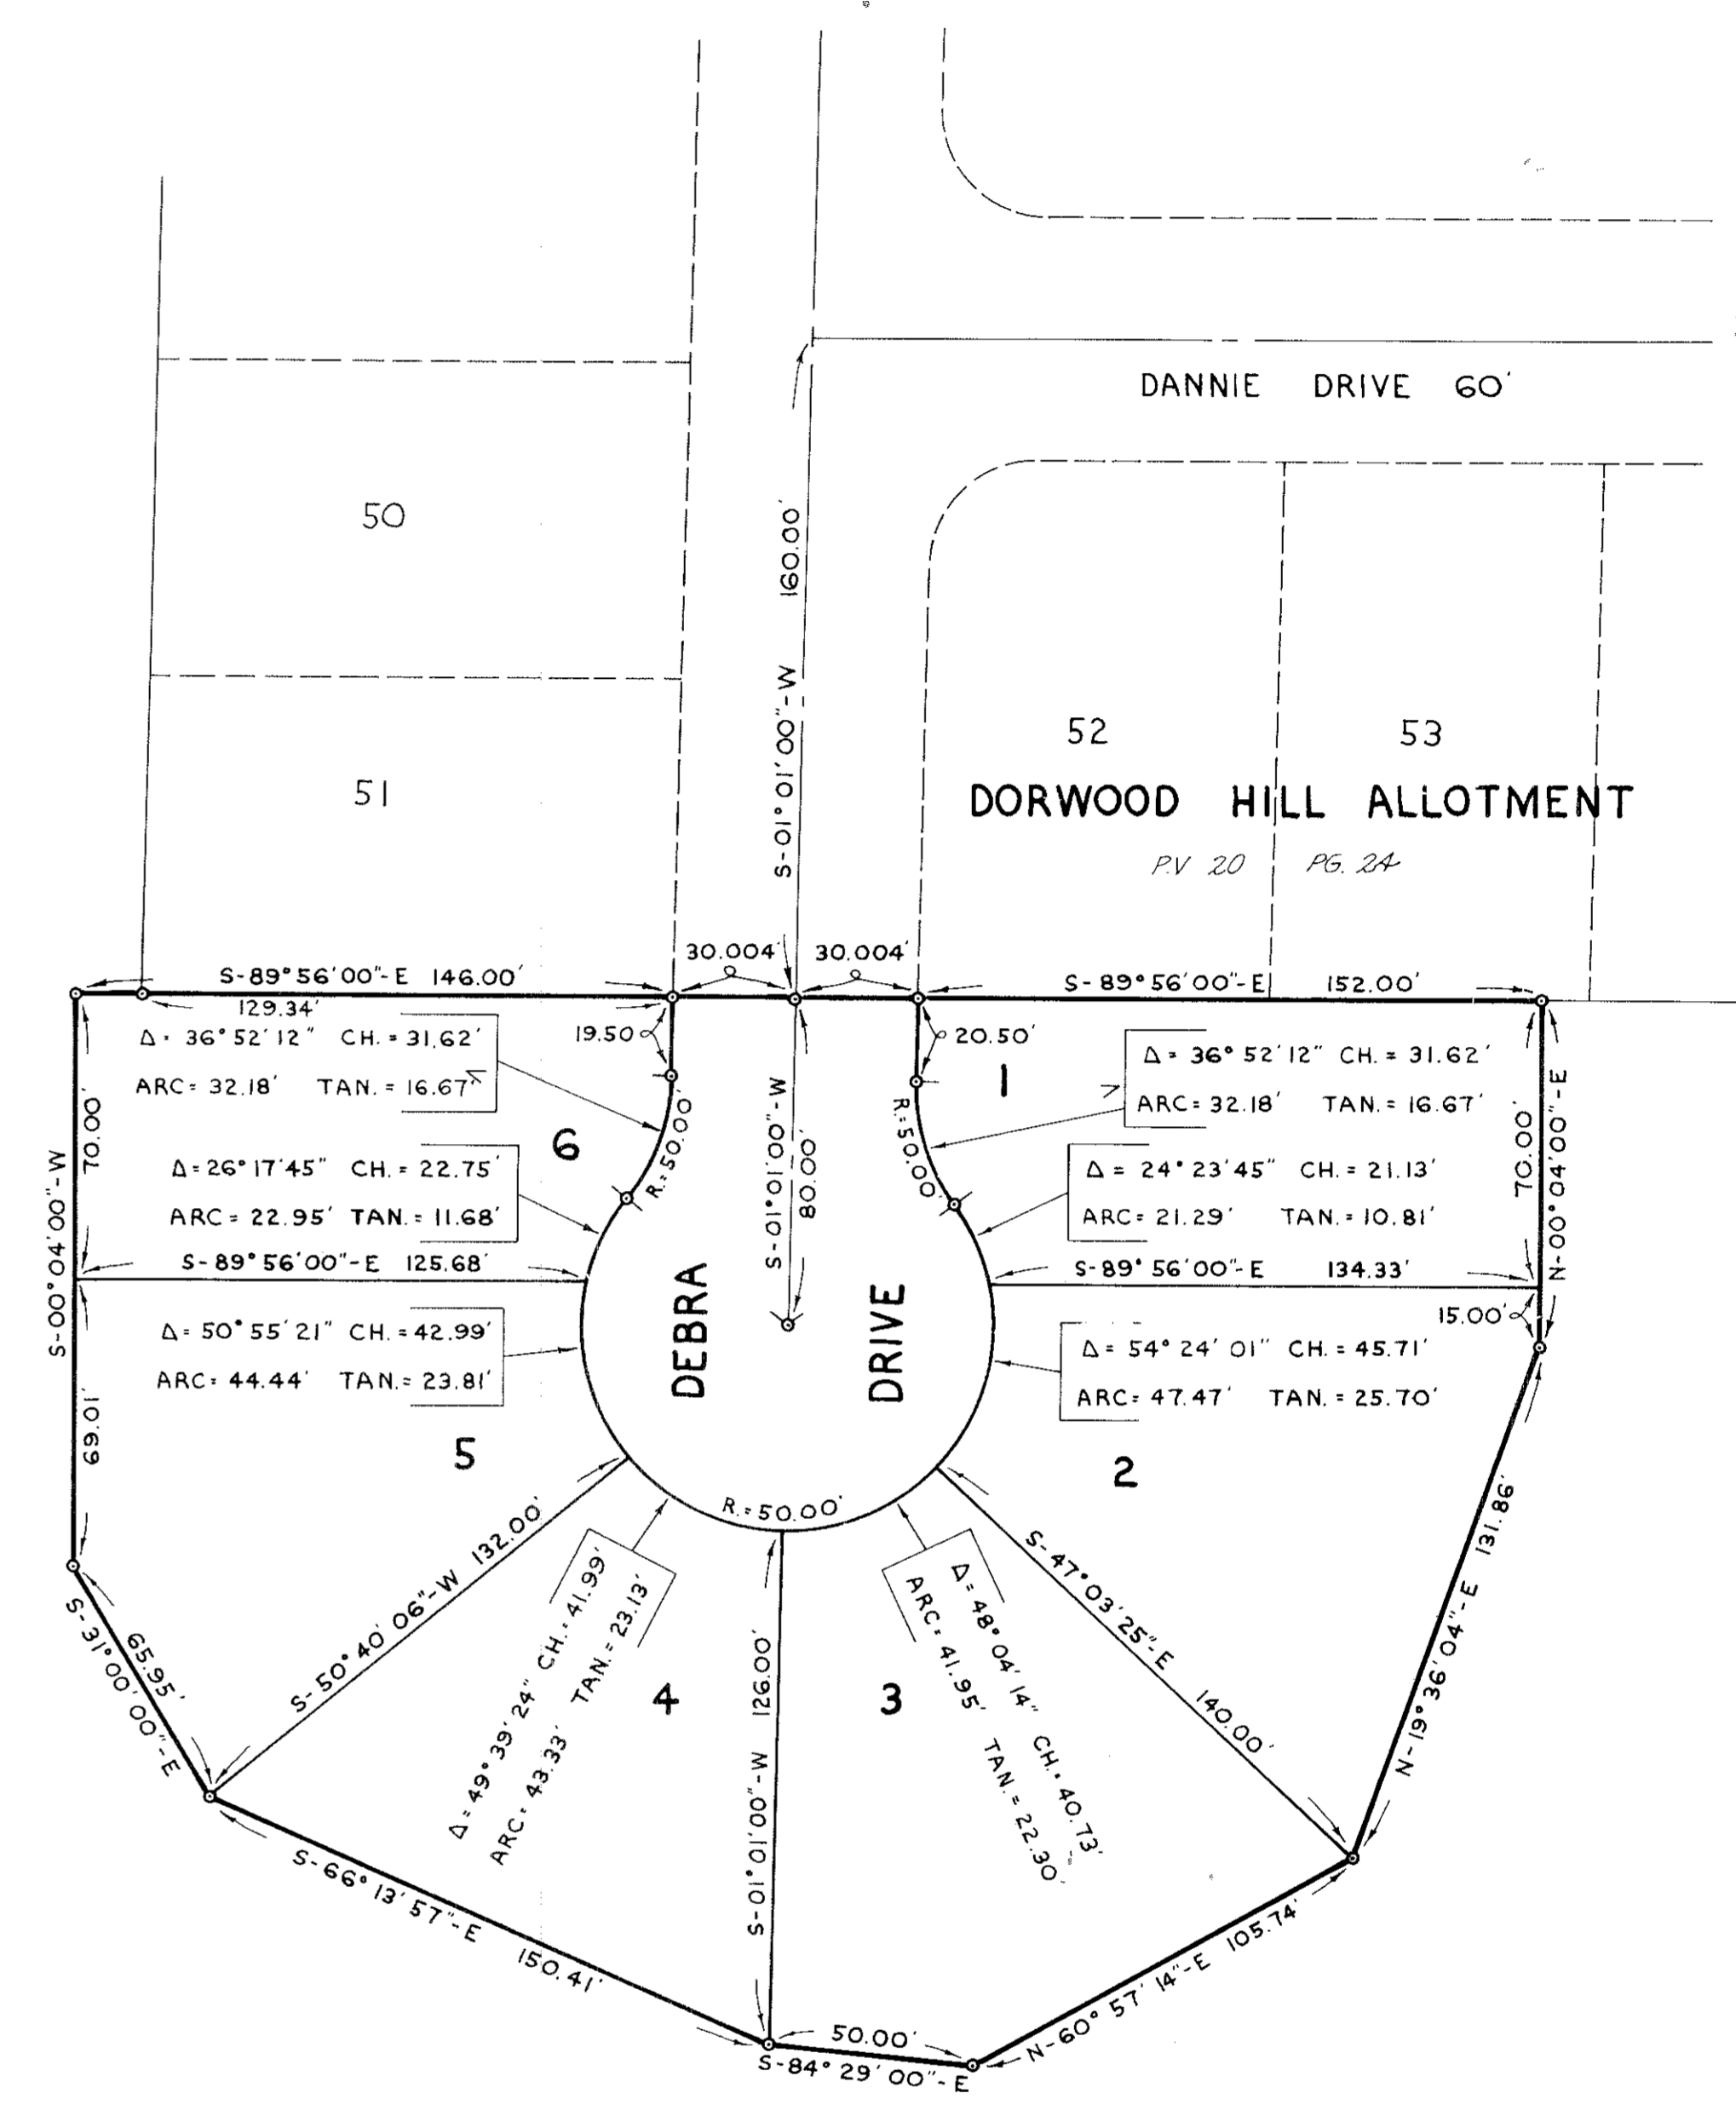 DANNIE DRIVE 60'
50
160.00'
S-01°01'00"-W
52
53
51
DORWOOD HILL ALLOTMENT
P.V 20 PG. 24
30.004'
30.004'
S-89°56'00"-E 146.00'
129.34'
S-89°56'00"-E 152.00'
19.50
20.50'
Δ= 36°52'12" CH. = 31.62'
ARC= 32.18' TAN. = 16.67'
1
Δ= 36°52'12" CH. = 31.62'
ARC= 32.18' TAN. = 16.67'
70.00'
S-00°04'00"-W
R.=50.00'
S-01°01'00"-W
80.00'
R.=50.00'
70.00'
N-00°04'00"-E
6
Δ=26°17'45" CH. = 22.75'
ARC = 22.95' TAN. = 11.68'
Δ= 24°23'45" CH. = 21.13'
ARC= 21.29' TAN. = 10.81'
S-89°56'00"-E 125.68'
S-89°56'00"-E 134.33'
15.00'
DEBRA DRIVE
Δ= 50°55'21" CH. = 42.99'
ARC= 44.44' TAN.= 23.81'
Δ= 54°24'01" CH. = 45.71'
ARC= 47.47' TAN. = 25.70'
69.01'
5
2
R.=50.00'
S-50°40'06"-W 132.00'
S-47°03'25"-E 140.00'
N-19°36'04"-E 131.86'
65.95'
S-31°00'00"-E
Δ=49°39'24" CH.=41.99'
ARC= 43.33' TAN.= 23.13'
4
S-01°01'00"-W 126.00'
3
Δ=48°04'14" CH.=40.73'
ARC=41.95' TAN.=22.30'
S-66°13'57"-E 150.41'
50.00'
S-84°29'00"-E
N-60°57'14"-E 105.74'